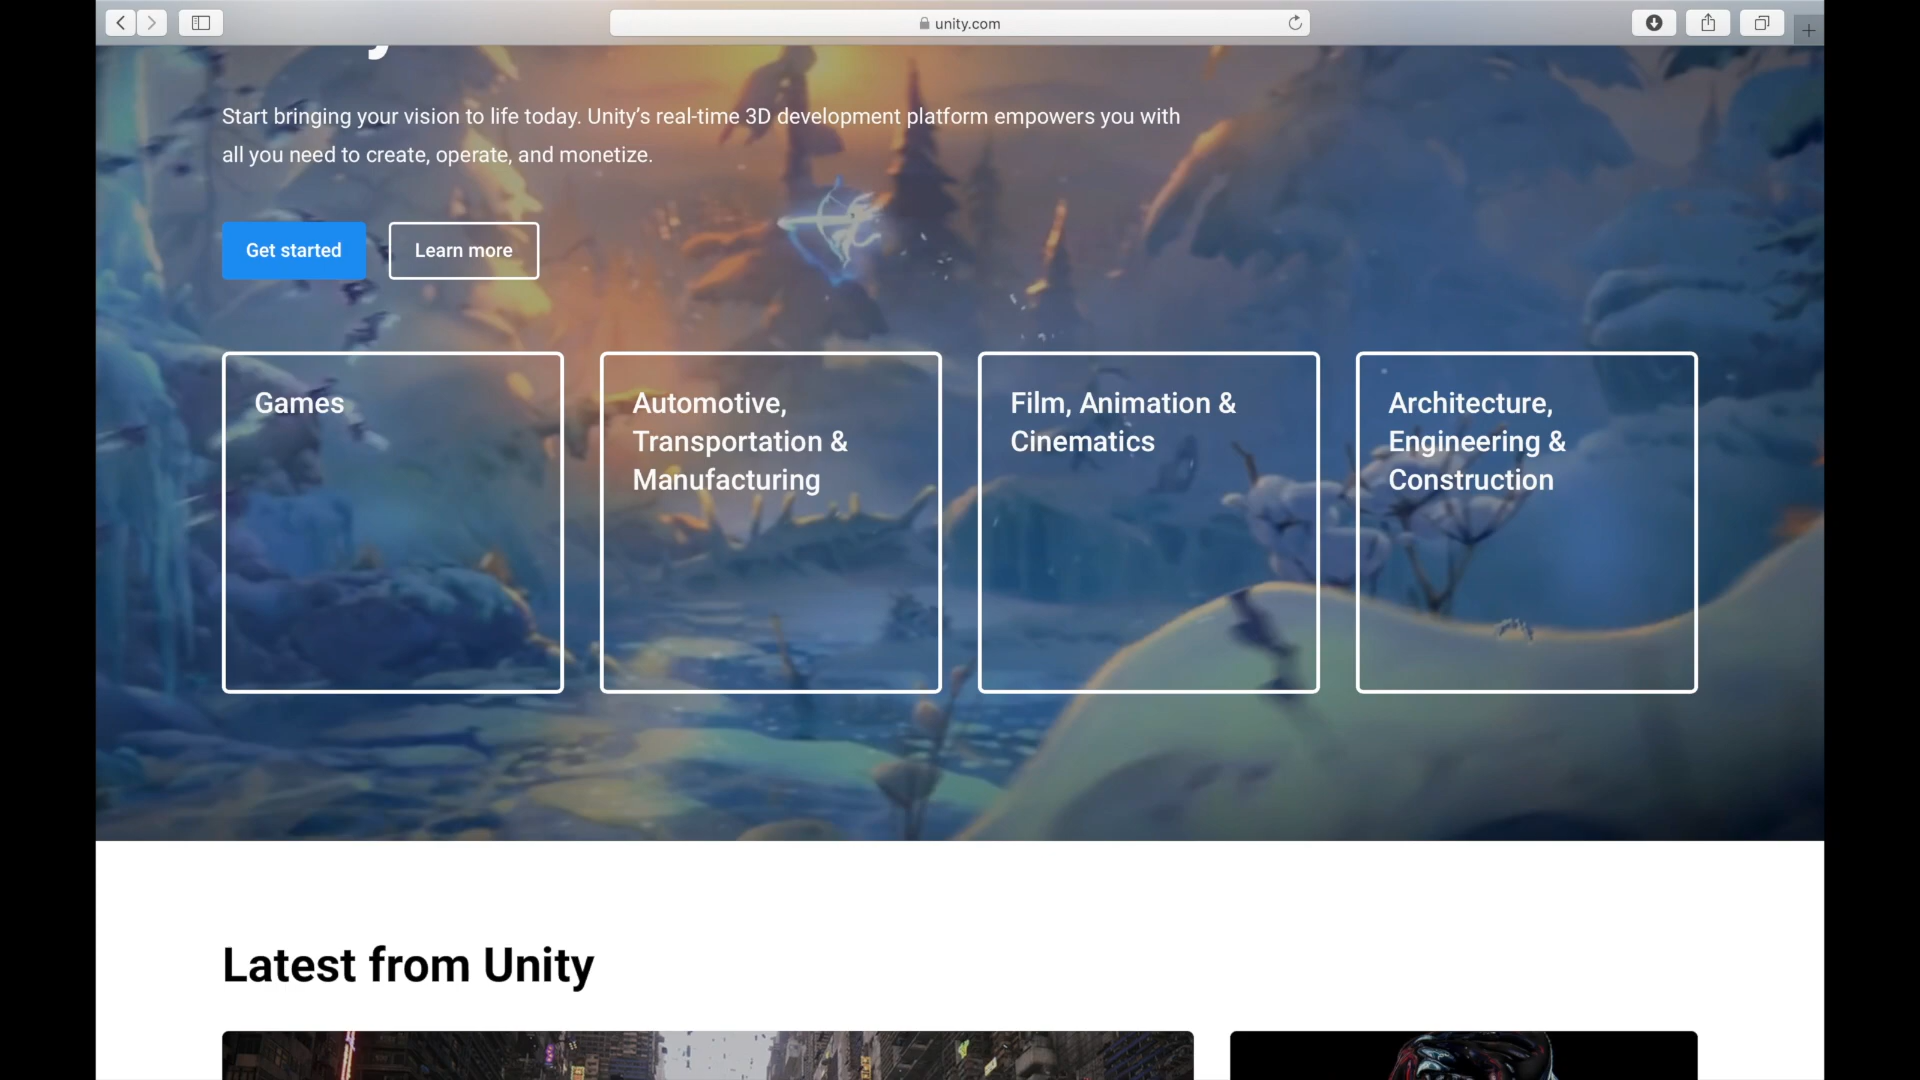 unity.com
Start bringing your vision to life today. Unity’s real-time 3D development platform empowers you with
all you need to create, operate, and monetize.
Get started
Learn more
Games
Automotive,
Transportation &
Manufacturing
Film, Animation &
Cinematics
Architecture,
Engineering &
Construction
Latest from Unity